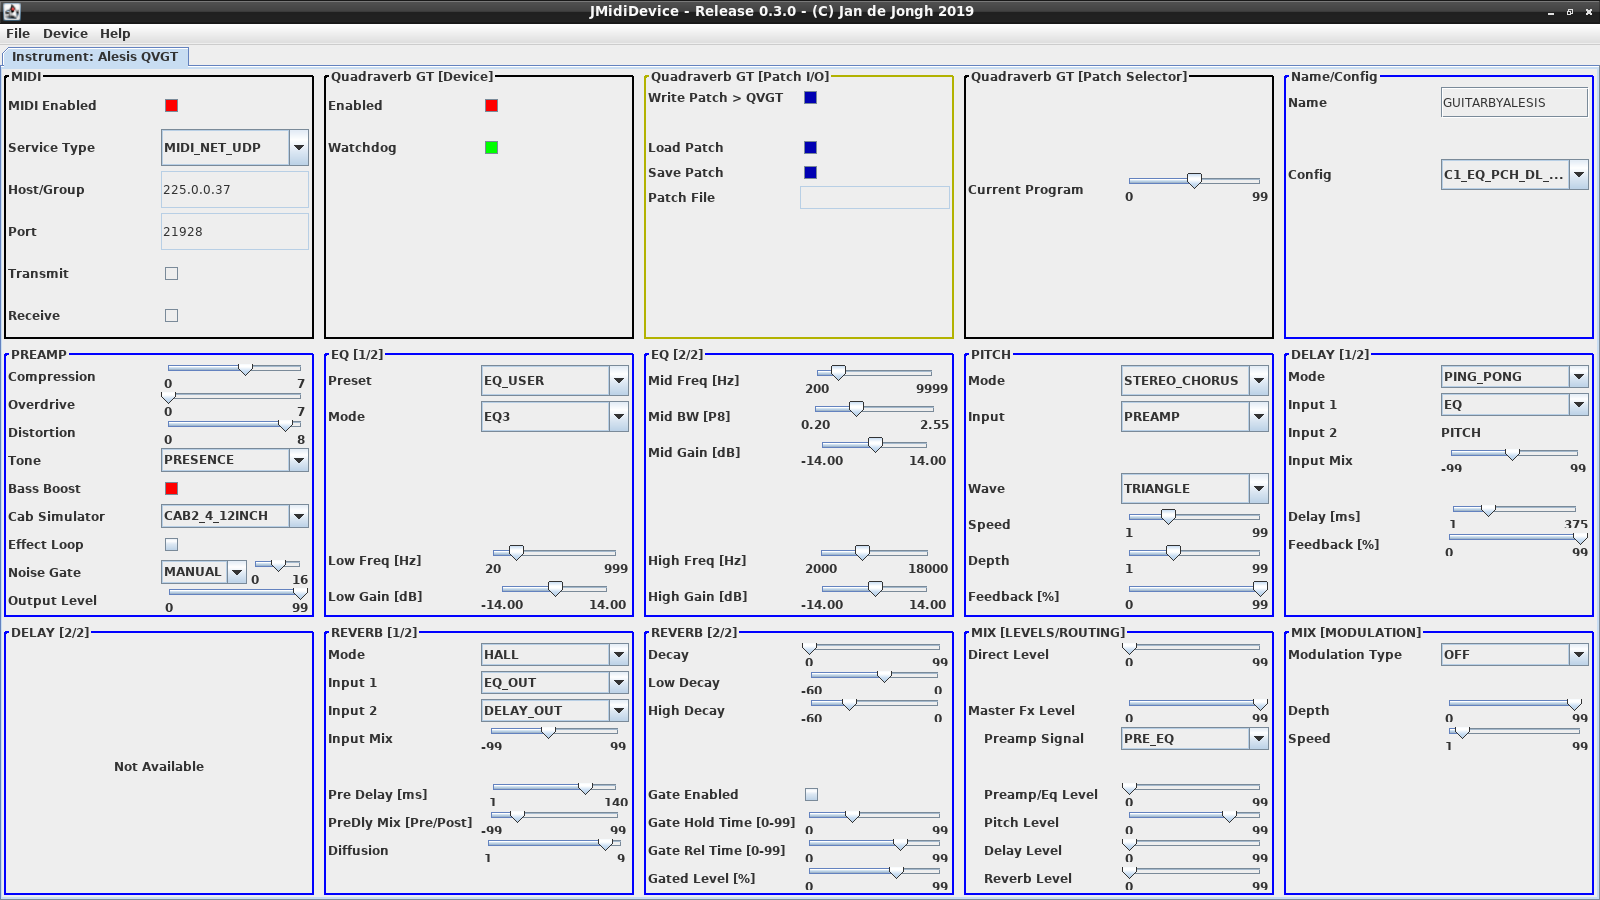 JMidiDevice - Release 0.3.0 - (C) Jan de Jongh 2019
File Device Help
Instrument: Alesis QVGT
MIDI
MIDI Enabled
Service Type MIDI_NET_UDP
Host/Group 225.0.0.37
Port 21928
Transmit
Receive
Quadraverb GT [Device]
Enabled
Watchdog
Quadraverb GT [Patch I/O]
Write Patch > QVGT
Load Patch
Save Patch
Patch File
Quadraverb GT [Patch Selector]
Current Program
0 99
Name/Config
Name GUITARBYALESIS
Config C1_EQ_PCH_DL_...
PREAMP
Compression
0 7
Overdrive
0 7
Distortion
0 8
Tone PRESENCE
Bass Boost
Cab Simulator CAB2_4_12INCH
Effect Loop
Noise Gate MANUAL 0 16
Output Level
0 99
EQ [1/2]
Preset EQ_USER
Mode EQ3
Low Freq [Hz]
20 999
Low Gain [dB]
-14.00 14.00
EQ [2/2]
Mid Freq [Hz]
200 9999
Mid BW [P8]
0.20 2.55
Mid Gain [dB]
-14.00 14.00
High Freq [Hz]
2000 18000
High Gain [dB]
-14.00 14.00
PITCH
Mode STEREO_CHORUS
Input PREAMP
Wave TRIANGLE
Speed
1 99
Depth
1 99
Feedback [%]
0 99
DELAY [1/2]
Mode PING_PONG
Input 1 EQ
Input 2 PITCH
Input Mix
-99 99
Delay [ms]
1 375
Feedback [%]
0 99
DELAY [2/2]
Not Available
REVERB [1/2]
Mode HALL
Input 1 EQ_OUT
Input 2 DELAY_OUT
Input Mix
-99 99
Pre Delay [ms]
1 140
PreDly Mix [Pre/Post]
-99 99
Diffusion
1 9
REVERB [2/2]
Decay
0 99
Low Decay
-60 0
High Decay
-60 0
Gate Enabled
Gate Hold Time [0-99]
0 99
Gate Rel Time [0-99]
0 99
Gated Level [%]
0 99
MIX [LEVELS/ROUTING]
Direct Level
0 99
Master Fx Level
0 99
Preamp Signal PRE_EQ
Preamp/Eq Level
0 99
Pitch Level
0 99
Delay Level
0 99
Reverb Level
0 99
MIX [MODULATION]
Modulation Type OFF
Depth
0 99
Speed
1 99